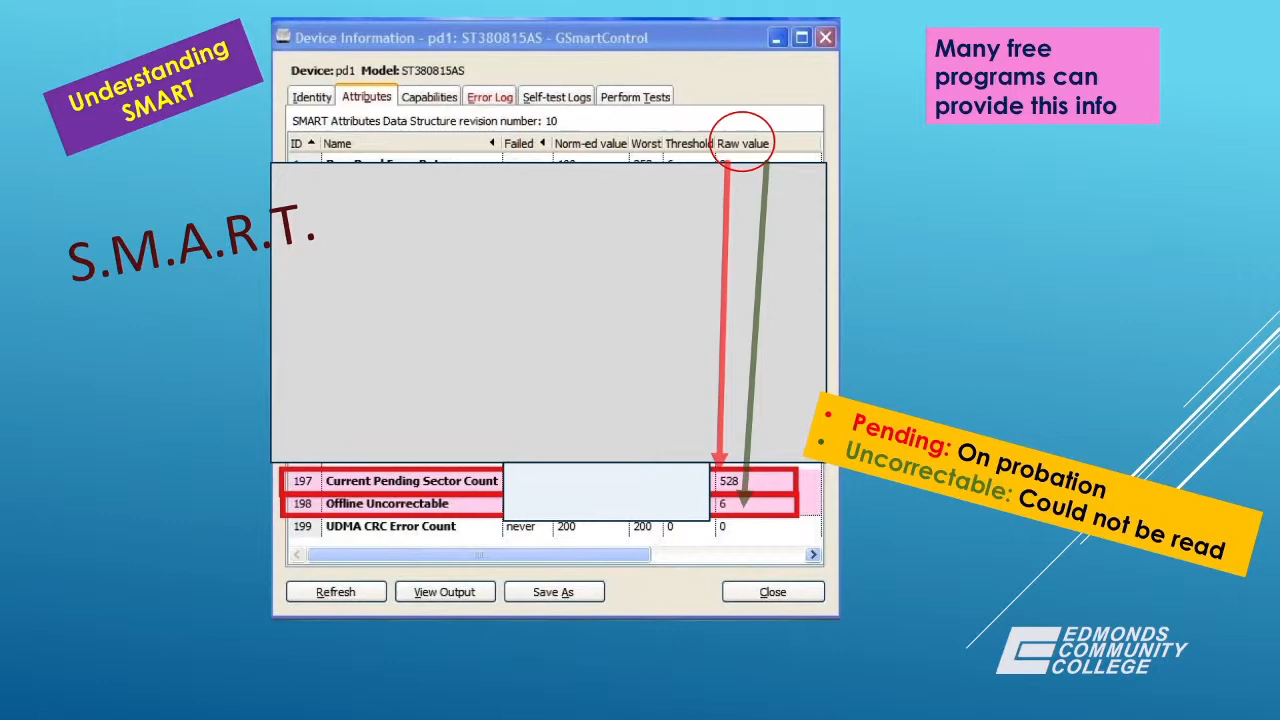 Understanding
SMART
Device Information - pd1: ST380815AS - GSmartControl
Many free
programs can
provide this info
Device: pd1 Model: ST380815AS
Identity Attributes Capabilities Error Log Self-test Logs Perform Tests
SMART Attributes Data Structure revision number: 10
ID Name Failed Norm-ed value Worst Threshold Raw value
S.M.A.R.T.
• Pending: On probation
• Uncorrectable: Could not be read
197 Current Pending Sector Count 528
198 Offline Uncorrectable 6
199 UDMA CRC Error Count never 200 200 0 0
Refresh View Output Save As Close
EDMONDS
COMMUNITY
COLLEGE